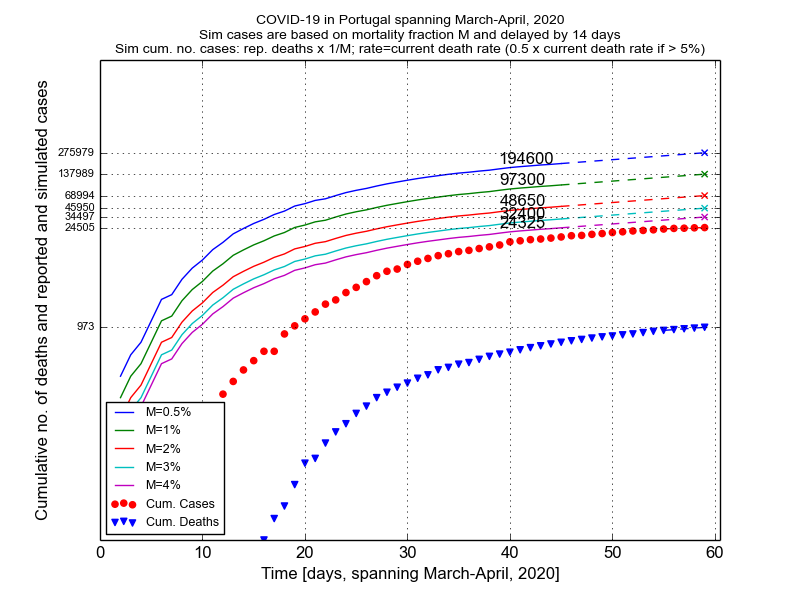 COVID-19 in Portugal spanning March-April, 2020
Sim cases are based on mortality fraction M and delayed by 14 days
Sim cum. no. cases: rep. deaths x 1/M; rate=current death rate (0.5 x current death rate if > 5%)
Cumulative no. of deaths and reported and simulated cases
275979
137989
68994
45950
34497
24505
973
194600
97300
48650
32400
24325
M=0.5%
M=1%
M=2%
M=3%
M=4%
Cum. Cases
Cum. Deaths
0 10 20 30 40 50 60
Time [days, spanning March-April, 2020]